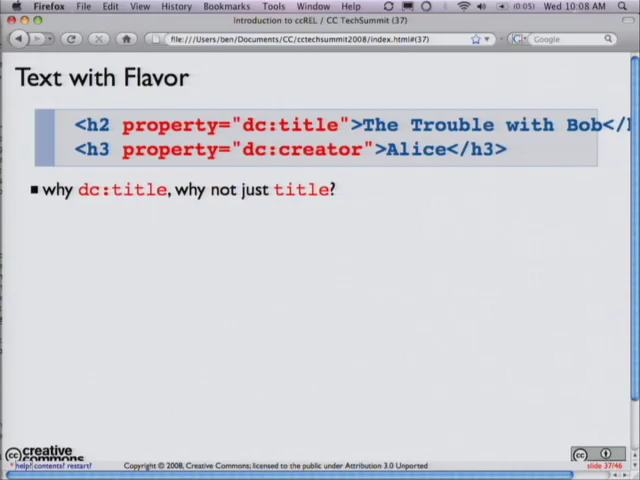 Firefox File Edit View History Bookmarks Tools Window Help (0:05) Wed 10:08 AM
Introduction to ccREL / CC TechSummit (37)
file:///Users/ben/Documents/CC/cctechsummit2008/index.html#(37) Google
Text with Flavor
<h2 property="dc:title">The Trouble with Bob</h
<h3 property="dc:creator">Alice</h3>
why dc:title, why not just title?
cc creative commons
* help? contents? restart?
Copyright © 2008, Creative Commons; licensed to the public under Attribution 3.0 Unported
cc
slide 37/46